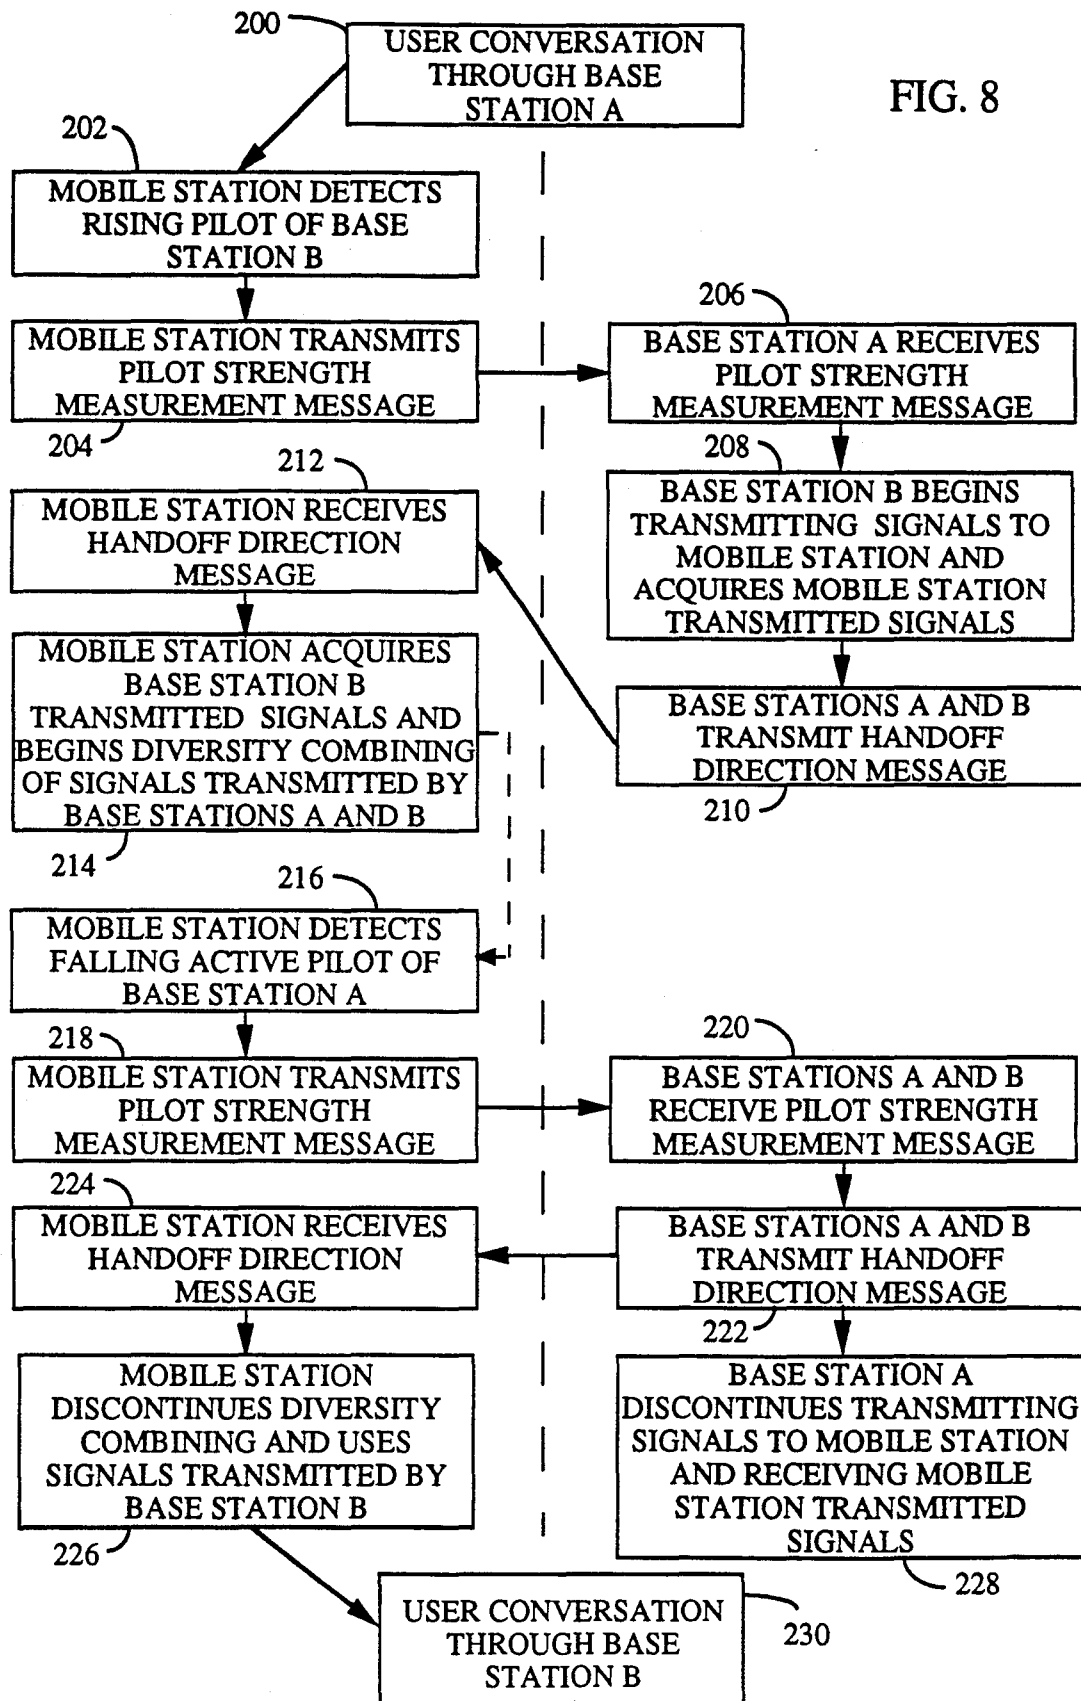 200
USER CONVERSATION
THROUGH BASE
STATION A
FIG. 8
202
MOBILE STATION DETECTS
RISING PILOT OF BASE
STATION B
MOBILE STATION TRANSMITS
PILOT STRENGTH
MEASUREMENT MESSAGE
204
206
BASE STATION A RECEIVES
PILOT STRENGTH
MEASUREMENT MESSAGE
208
BASE STATION B BEGINS
TRANSMITTING SIGNALS TO
MOBILE STATION AND
ACQUIRES MOBILE STATION
TRANSMITTED SIGNALS
BASE STATIONS A AND B
TRANSMIT HANDOFF
DIRECTION MESSAGE
210
212
MOBILE STATION RECEIVES
HANDOFF DIRECTION
MESSAGE
MOBILE STATION ACQUIRES
BASE STATION B
TRANSMITTED SIGNALS AND
BEGINS DIVERSITY COMBINING
OF SIGNALS TRANSMITTED BY
BASE STATIONS A AND B
214
216
MOBILE STATION DETECTS
FALLING ACTIVE PILOT OF
BASE STATION A
218
MOBILE STATION TRANSMITS
PILOT STRENGTH
MEASUREMENT MESSAGE
220
BASE STATIONS A AND B
RECEIVE PILOT STRENGTH
MEASUREMENT MESSAGE
BASE STATIONS A AND B
TRANSMIT HANDOFF
DIRECTION MESSAGE
222
224
MOBILE STATION RECEIVES
HANDOFF DIRECTION
MESSAGE
MOBILE STATION
DISCONTINUES DIVERSITY
COMBINING AND USES
SIGNALS TRANSMITTED BY
BASE STATION B
226
BASE STATION A
DISCONTINUES TRANSMITTING
SIGNALS TO MOBILE STATION
AND RECEIVING MOBILE
STATION TRANSMITTED
SIGNALS
228
USER CONVERSATION
THROUGH BASE
STATION B
230